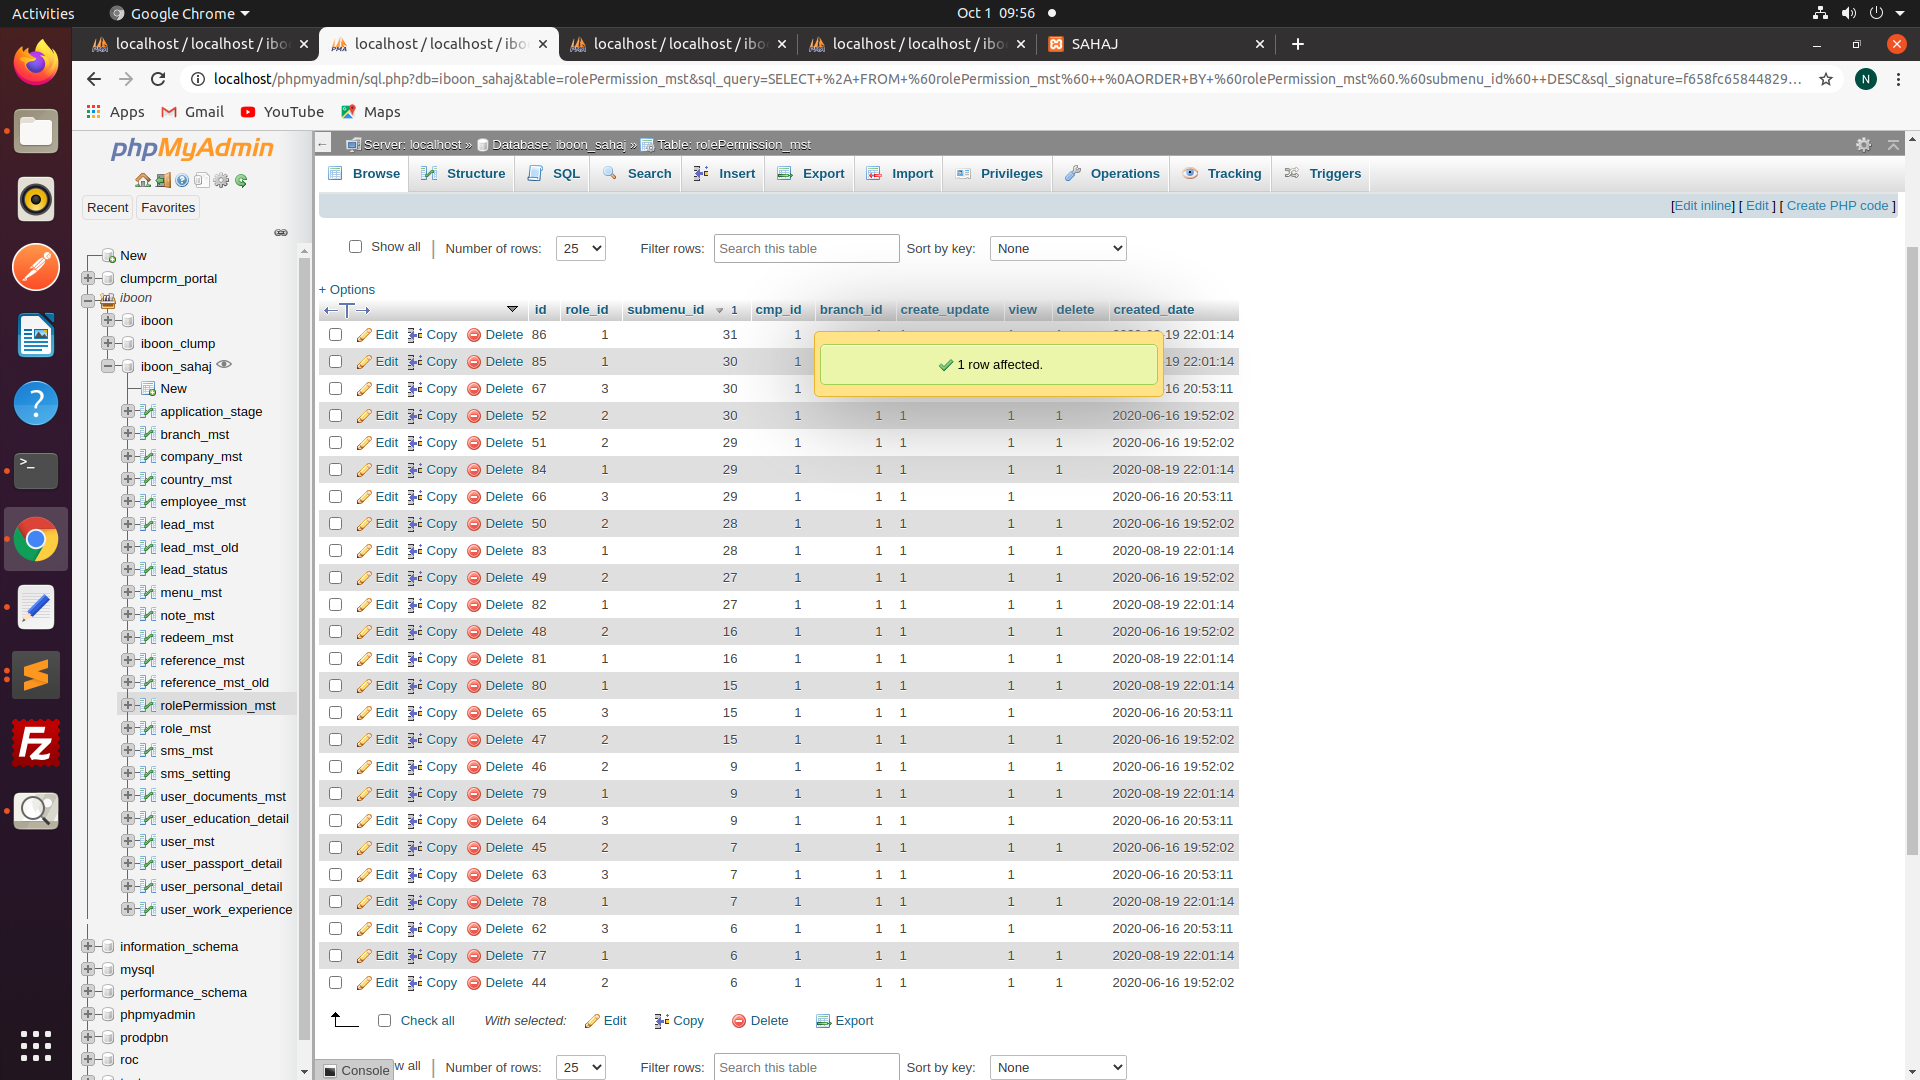 Activities
Google Chrome
Oct 1 09:56
localhost / localhost / ibo
localhost / localhost / ibo
localhost / localhost / ibo
localhost / localhost / ibo
SAHAJ
localhost/phpmyadmin/sql.php?db=iboon_sahaj&table=rolePermission_mst&sql_query=SELECT+%2A+FROM+%60rolePermission_mst%60++%0AORDER+BY+%60rolePermission_mst%60.%60submenu_id%60++DESC&sql_signature=f658fc65844829...
N
Apps Gmail YouTube Maps
phpMyAdmin
Recent Favorites
New
clumpcrm_portal
iboon
iboon
iboon_clump
iboon_sahaj
New
application_stage
branch_mst
company_mst
country_mst
employee_mst
lead_mst
lead_mst_old
lead_status
menu_mst
note_mst
redeem_mst
reference_mst
reference_mst_old
rolePermission_mst
role_mst
sms_mst
sms_setting
user_documents_mst
user_education_detail
user_mst
user_passport_detail
user_personal_detail
user_work_experience
information_schema
mysql
performance_schema
phpmyadmin
prodpbn
roc
Server: localhost » Database: iboon_sahaj » Table: rolePermission_mst
Browse Structure SQL Search Insert Export Import Privileges Operations Tracking Triggers
[Edit inline] [ Edit ] [ Create PHP code ]
Show all | Number of rows: 25 Filter rows: Search this table Sort by key: None
+ Options
←T→ id role_id submenu_id 1 cmp_id branch_id create_update view delete created_date
Edit Copy Delete 86 1 31 1 19 22:01:14
Edit Copy Delete 85 1 30 1 19 22:01:14
Edit Copy Delete 67 3 30 1 16 20:53:11
1 row affected.
Edit Copy Delete 52 2 30 1 1 1 1 1 2020-06-16 19:52:02
Edit Copy Delete 51 2 29 1 1 1 1 1 2020-06-16 19:52:02
Edit Copy Delete 84 1 29 1 1 1 1 1 2020-08-19 22:01:14
Edit Copy Delete 66 3 29 1 1 1 1 2020-06-16 20:53:11
Edit Copy Delete 50 2 28 1 1 1 1 1 2020-06-16 19:52:02
Edit Copy Delete 83 1 28 1 1 1 1 1 2020-08-19 22:01:14
Edit Copy Delete 49 2 27 1 1 1 1 1 2020-06-16 19:52:02
Edit Copy Delete 82 1 27 1 1 1 1 1 2020-08-19 22:01:14
Edit Copy Delete 48 2 16 1 1 1 1 1 2020-06-16 19:52:02
Edit Copy Delete 81 1 16 1 1 1 1 1 2020-08-19 22:01:14
Edit Copy Delete 80 1 15 1 1 1 1 1 2020-08-19 22:01:14
Edit Copy Delete 65 3 15 1 1 1 1 2020-06-16 20:53:11
Edit Copy Delete 47 2 15 1 1 1 1 1 2020-06-16 19:52:02
Edit Copy Delete 46 2 9 1 1 1 1 1 2020-06-16 19:52:02
Edit Copy Delete 79 1 9 1 1 1 1 1 2020-08-19 22:01:14
Edit Copy Delete 64 3 9 1 1 1 1 2020-06-16 20:53:11
Edit Copy Delete 45 2 7 1 1 1 1 1 2020-06-16 19:52:02
Edit Copy Delete 63 3 7 1 1 1 1 2020-06-16 20:53:11
Edit Copy Delete 78 1 7 1 1 1 1 1 2020-08-19 22:01:14
Edit Copy Delete 62 3 6 1 1 1 1 2020-06-16 20:53:11
Edit Copy Delete 77 1 6 1 1 1 1 1 2020-08-19 22:01:14
Edit Copy Delete 44 2 6 1 1 1 1 1 2020-06-16 19:52:02
Check all With selected: Edit Copy Delete Export
w all | Number of rows: 25 Filter rows: Search this table Sort by key: None
Console